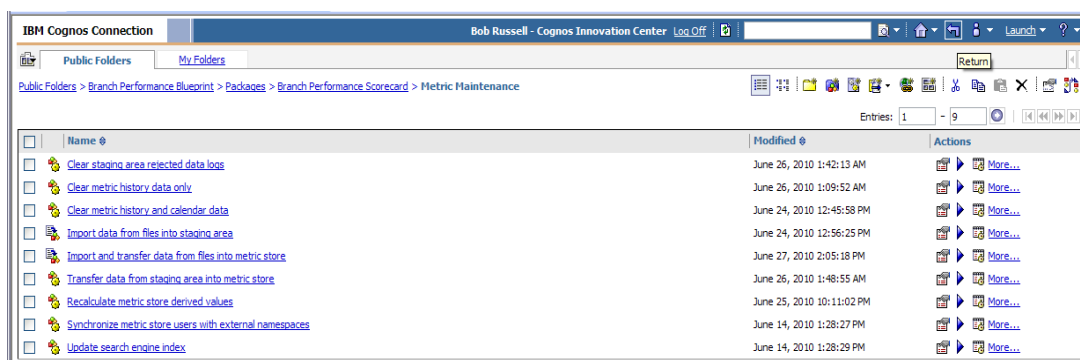 IBM Cognos Connection
Bob Russell - Cognos Innovation Center Log Off Launch ?
Public Folders My Folders
Return
Public Folders > Branch Performance Blueprint > Packages > Branch Performance Scorecard > Metric Maintenance
Entries: 1 - 9
Name Modified Actions
Clear staging area rejected data logs June 26, 2010 1:42:13 AM More...
Clear metric history data only June 26, 2010 1:09:52 AM More...
Clear metric history and calendar data June 24, 2010 12:45:58 PM More...
Import data from files into staging area June 24, 2010 12:56:25 PM More...
Import and transfer data from files into metric store June 27, 2010 2:05:18 PM More...
Transfer data from staging area into metric store June 26, 2010 1:48:55 AM More...
Recalculate metric store derived values June 25, 2010 10:11:02 PM More...
Synchronize metric store users with external namespaces June 14, 2010 1:28:27 PM More...
Update search engine index June 14, 2010 1:28:29 PM More...